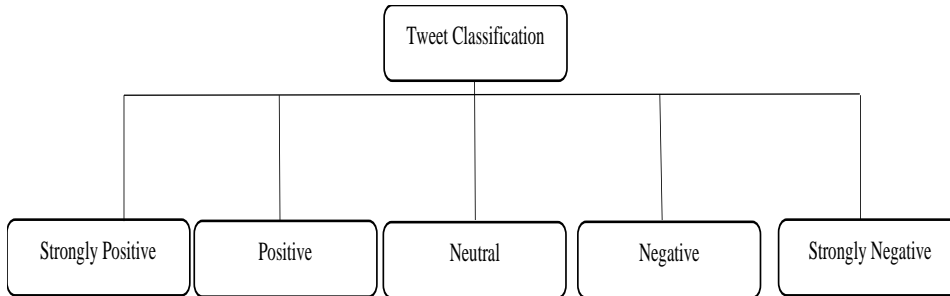 Tweet Classification
Strongly Positive
Positive
Neutral
Negative
Strongly Negative